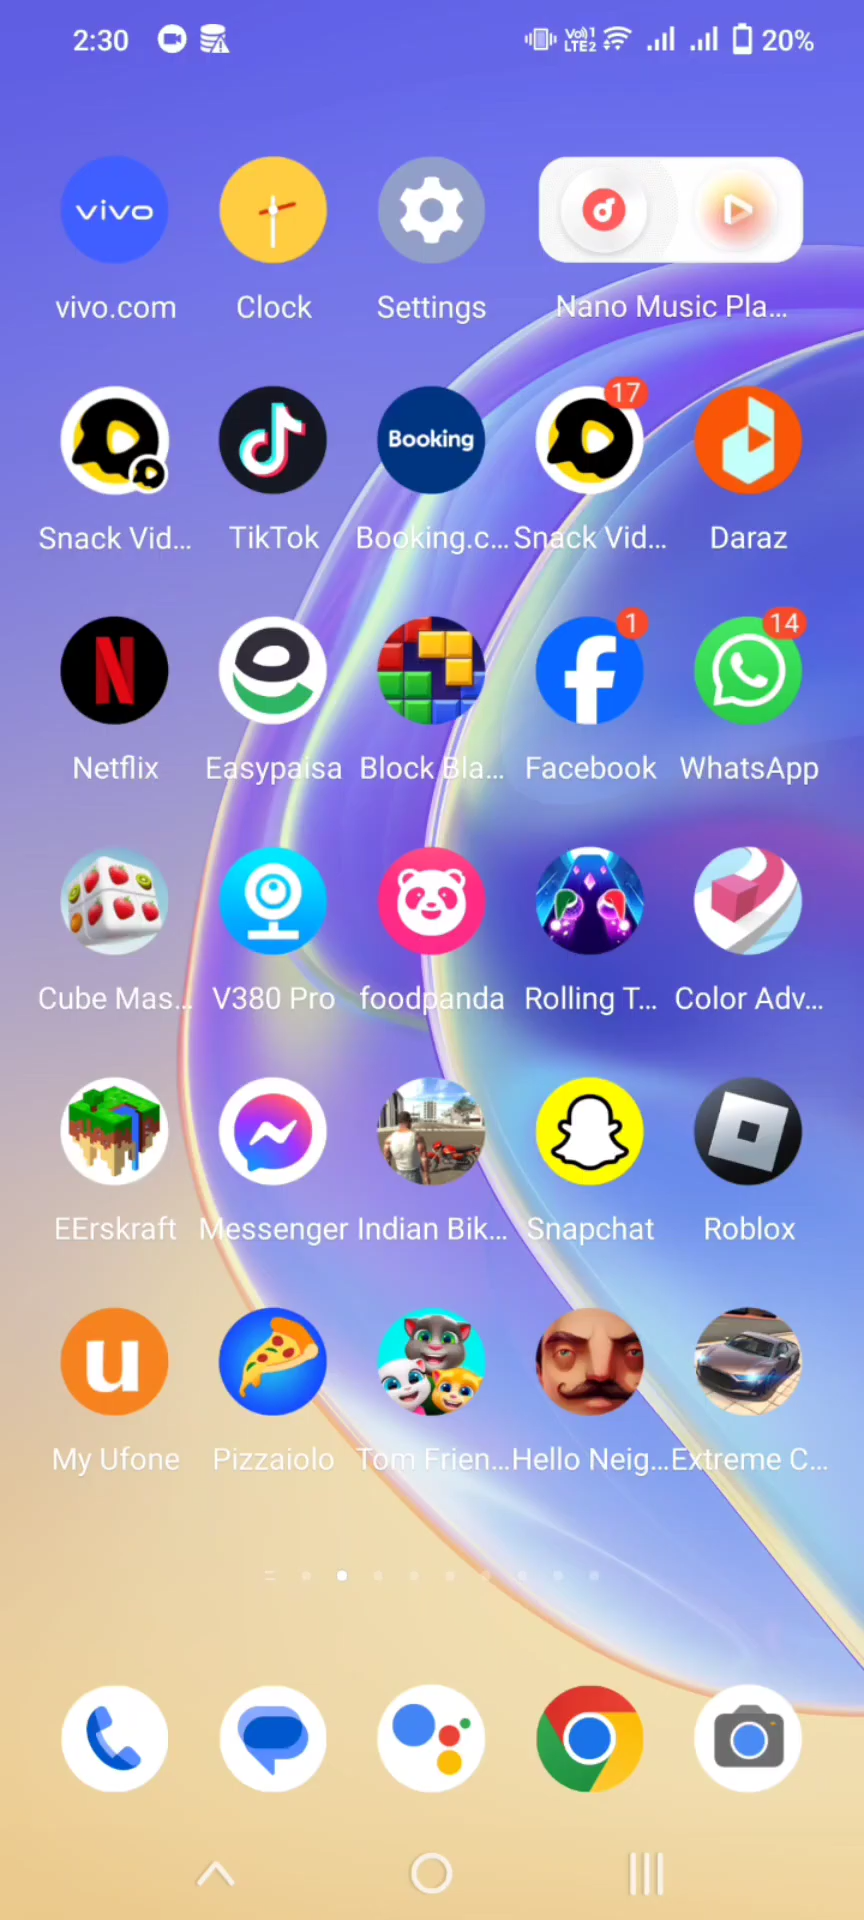 2:30
Vo)) 1
LTE2
20%
vivo
vivo.com
Clock
Settings
Nano Music Pla...
Booking
17
Snack Vid...
TikTok
Booking.c...
Snack Vid...
Daraz
N
e
f
1
14
Netflix
Easypaisa
Block Bla...
Facebook
WhatsApp
Cube Mas...
V380 Pro
foodpanda
Rolling T...
Color Adv...
EErskraft
Messenger
Indian Bik...
Snapchat
Roblox
u
My Ufone
Pizzaiolo
Tom Frien...
Hello Neig...
Extreme C...